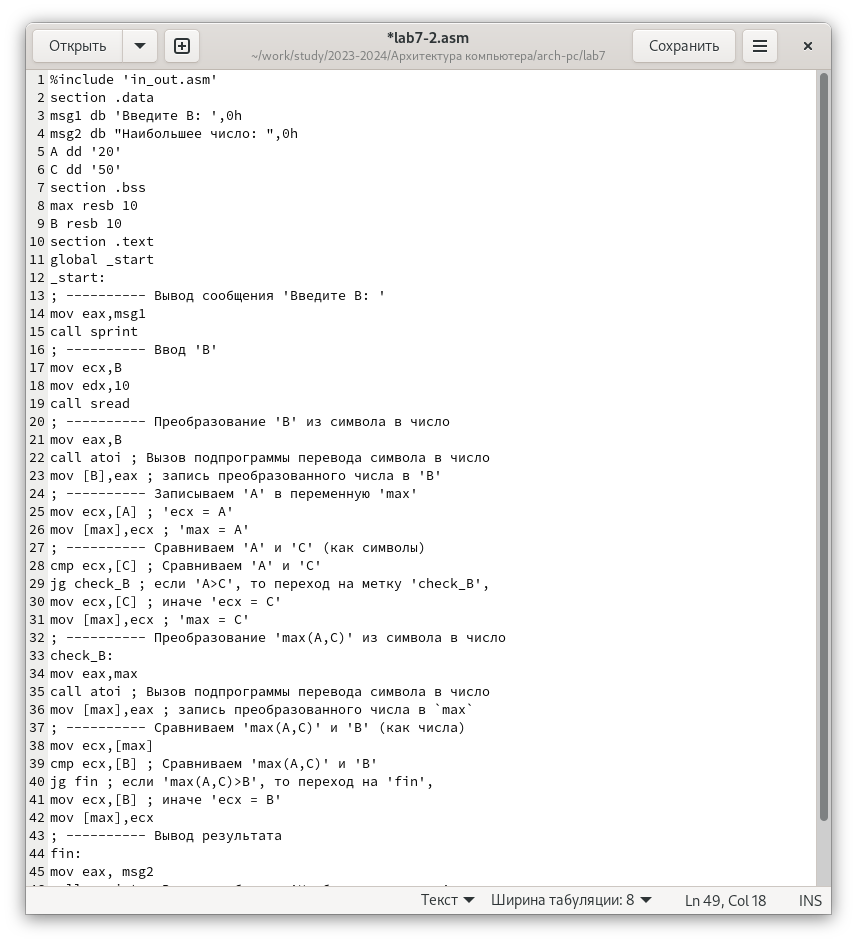 Открыть
*lab7-2.asm
~/work/study/2023-2024/Архитектура компьютера/arch-pc/lab7
Сохранить
1 %include 'in_out.asm'
2 section .data
3 msg1 db 'Введите B: ',0h
4 msg2 db "Наибольшее число: ",0h
5 A dd '20'
6 C dd '50'
7 section .bss
8 max resb 10
9 B resb 10
10 section .text
11 global _start
12 _start:
13 ; ---------- Вывод сообщения 'Введите B: '
14 mov eax,msg1
15 call sprint
16 ; ---------- Ввод 'B'
17 mov ecx,B
18 mov edx,10
19 call sread
20 ; ---------- Преобразование 'B' из символа в число
21 mov eax,B
22 call atoi ; Вызов подпрограммы перевода символа в число
23 mov [B],eax ; запись преобразованного числа в 'B'
24 ; ---------- Записываем 'A' в переменную 'max'
25 mov ecx,[A] ; 'ecx = A'
26 mov [max],ecx ; 'max = A'
27 ; ---------- Сравниваем 'A' и 'С' (как символы)
28 cmp ecx,[C] ; Сравниваем 'A' и 'С'
29 jg check_B ; если 'A>C', то переход на метку 'check_B',
30 mov ecx,[C] ; иначе 'ecx = C'
31 mov [max],ecx ; 'max = C'
32 ; ---------- Преобразование 'max(A,C)' из символа в число
33 check_B:
34 mov eax,max
35 call atoi ; Вызов подпрограммы перевода символа в число
36 mov [max],eax ; запись преобразованного числа в `max`
37 ; ---------- Сравниваем 'max(A,C)' и 'B' (как числа)
38 mov ecx,[max]
39 cmp ecx,[B] ; Сравниваем 'max(A,C)' и 'B'
40 jg fin ; если 'max(A,C)>B', то переход на 'fin',
41 mov ecx,[B] ; иначе 'ecx = B'
42 mov [max],ecx
43 ; ---------- Вывод результата
44 fin:
45 mov eax, msg2
Текст Ширина табуляции: 8 Ln 49, Col 18 INS